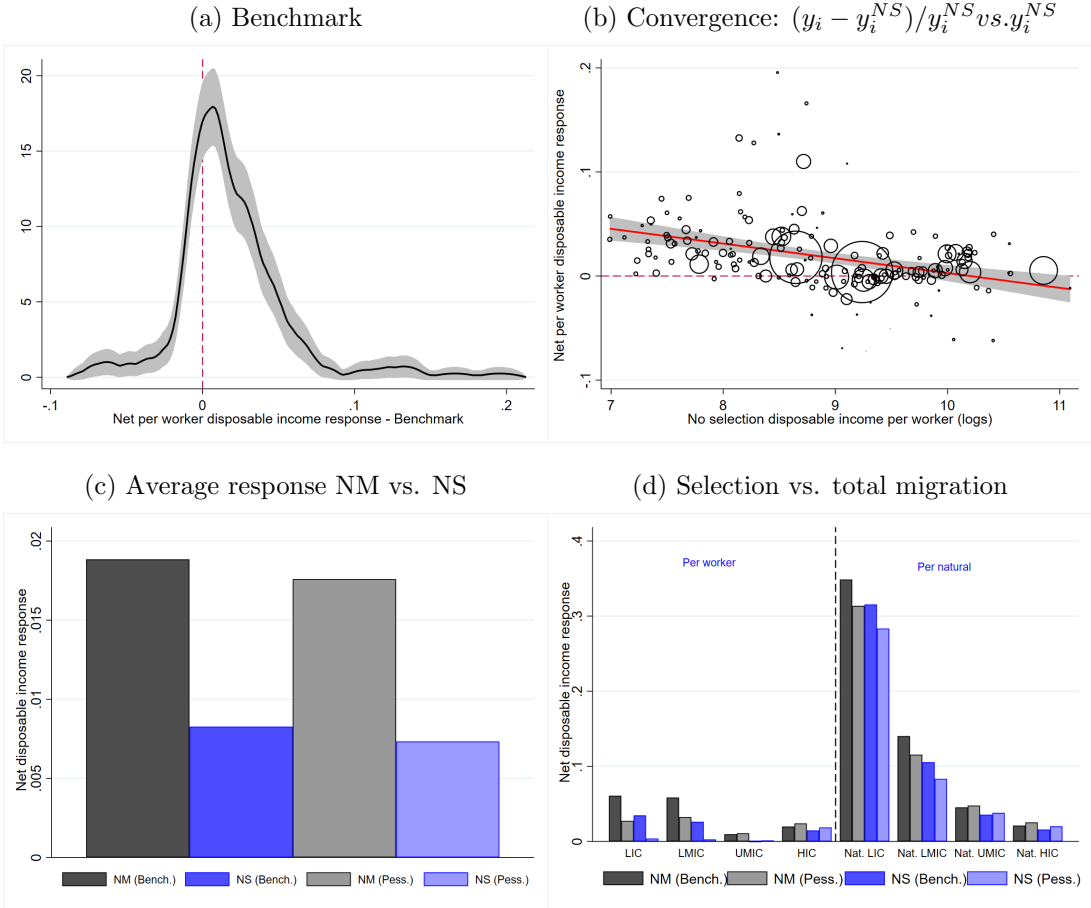 (a) Benchmark
(b) Convergence: $(y_i - y_i^{NS})/y_i^{NS} vs. y_i^{NS}$
20
15
10
5
0
-.1
0
.1
.2
Net per worker disposable income response - Benchmark
Net per worker disposable income response
.2
.1
0
-.1
7
8
9
10
11
No selection disposable income per worker (logs)
(c) Average response NM vs. NS
(d) Selection vs. total migration
Net disposable income response
.02
.015
.01
.005
0
NM (Bench.)
NS (Bench.)
NM (Pess.)
NS (Pess.)
Net disposable income response
.4
.3
.2
.1
0
Per worker
Per natural
LIC
LMIC
UMIC
HIC
Nat. LIC
Nat. LMIC
Nat. UMIC
Nat. HIC
NM (Bench.)
NM (Pess.)
NS (Bench.)
NS (Pess.)